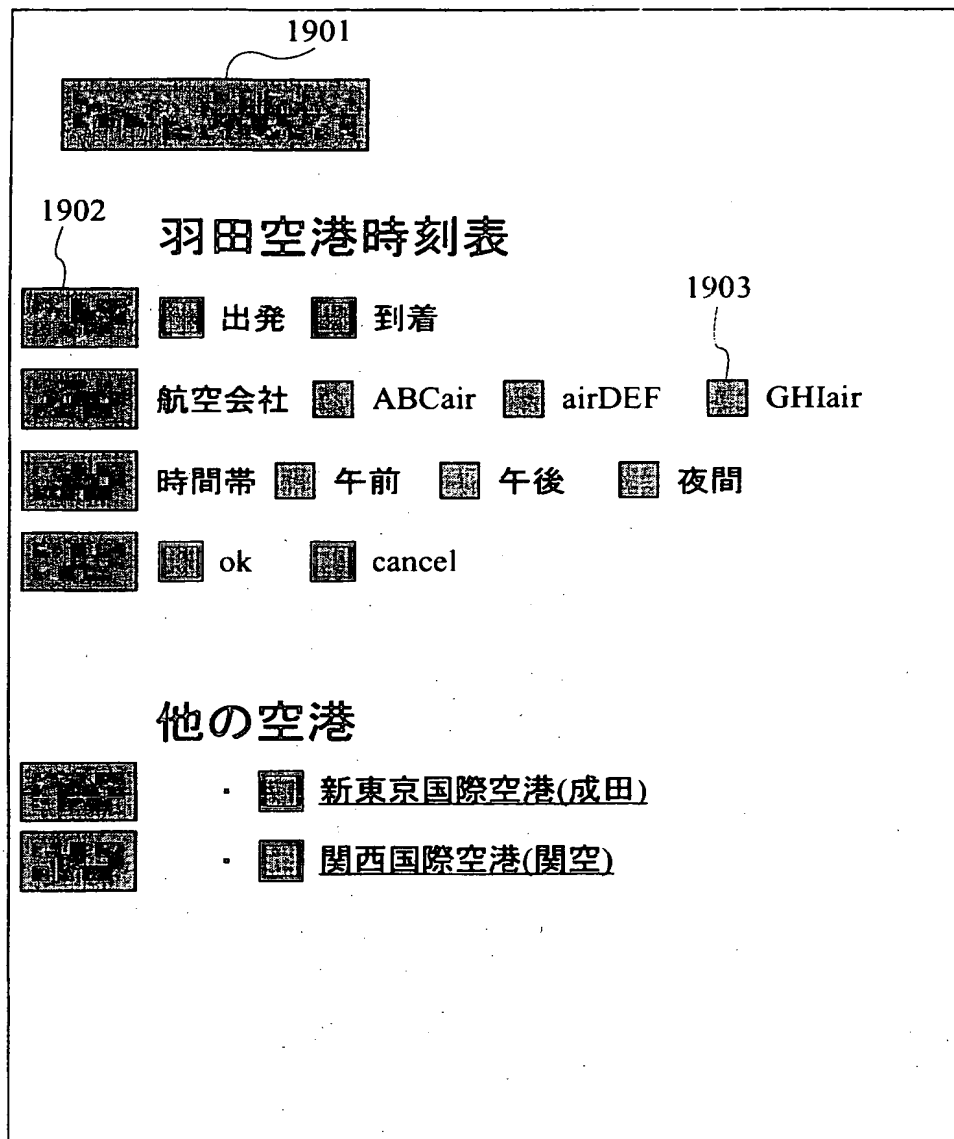 1901
1902
羽田空港時刻表
出発 到着
1903
航空会社 ABCair airDEF GHIair
時間帯 午前 午後 夜間
ok cancel
他の空港
・ 新東京国際空港(成田)
・ 関西国際空港(関空)